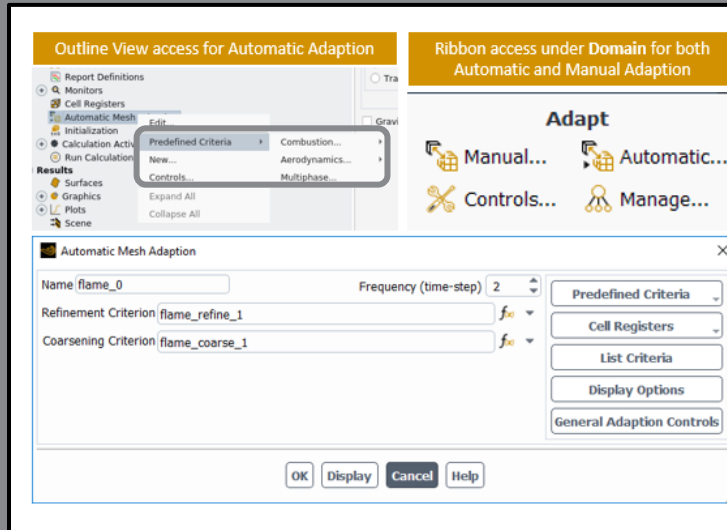 Outline View access for Automatic Adaption
Ribbon access under Domain for both
Automatic and Manual Adaption
Report Definitions
Monitors
Cell Registers
Automatic Mesh
Initialization
Calculation Activ
Run Calculation
Results
Surfaces
Graphics
Plots
Scene
Edit...
Predefined Criteria
New...
Controls...
Expand All
Collapse All
Combustion...
Aerodynamics...
Multiphase...
Tra
Gravi
Adapt
Manual...
Automatic...
Controls...
Manage...
Automatic Mesh Adaption
Name flame_0
Frequency (time-step) 2
Predefined Criteria
Refinement Criterion flame_refine_1
Cell Registers
Coarsening Criterion flame_coarse_1
List Criteria
Display Options
General Adaption Controls
OK Display Cancel Help